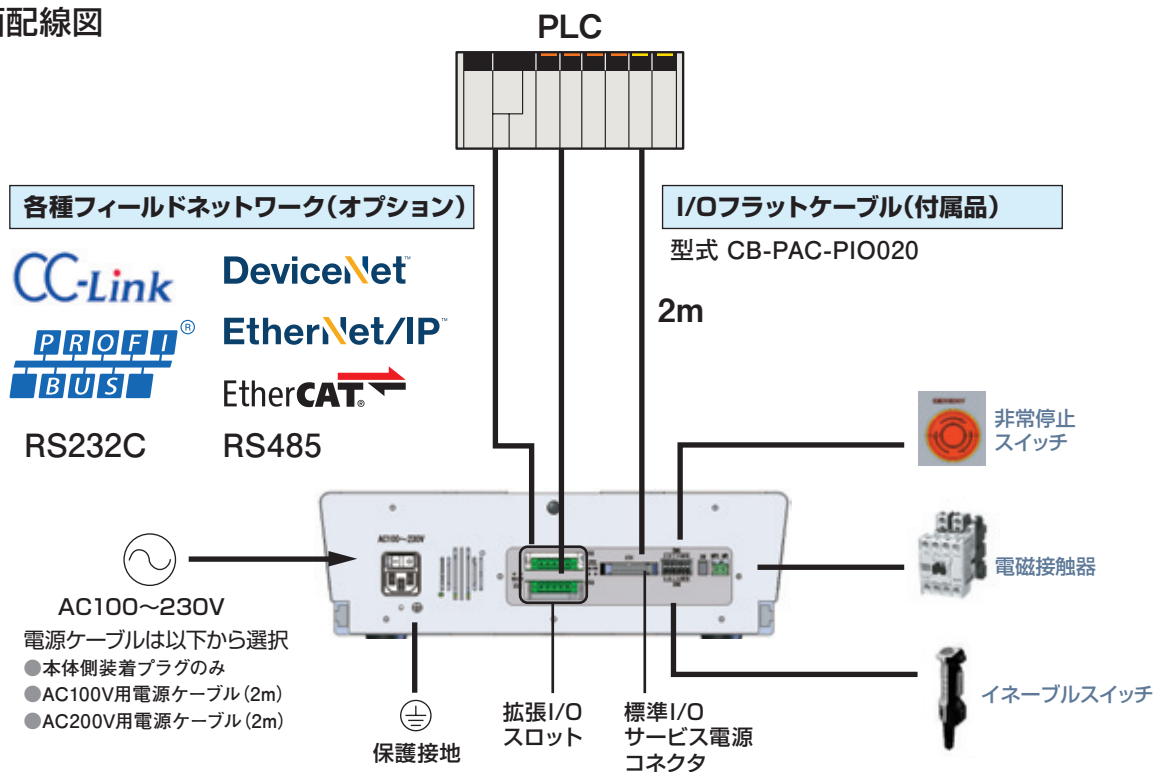 配線図
PLC
各種フィールドネットワーク(オプション)
I/Oフラットケーブル(付属品)
型式 CB-PAC-PIO020
CC-Link
DeviceNet™
2m
PROFI®
BUS
EtherNet/IP™
EtherCAT®
RS232C
RS485
非常停止
スイッチ
AC100〜230V
電磁接触器
AC100〜230V
電源ケーブルは以下から選択
●本体側装着プラグのみ
●AC100V用電源ケーブル(2m)
●AC200V用電源ケーブル(2m)
イネーブルスイッチ
保護接地
拡張I/O
スロット
標準I/O
サービス電源
コネクタ